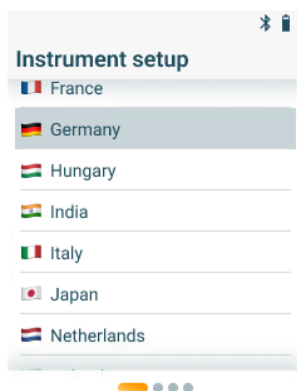 Instrument setup
France
Germany
Hungary
India
Italy
Japan
Netherlands